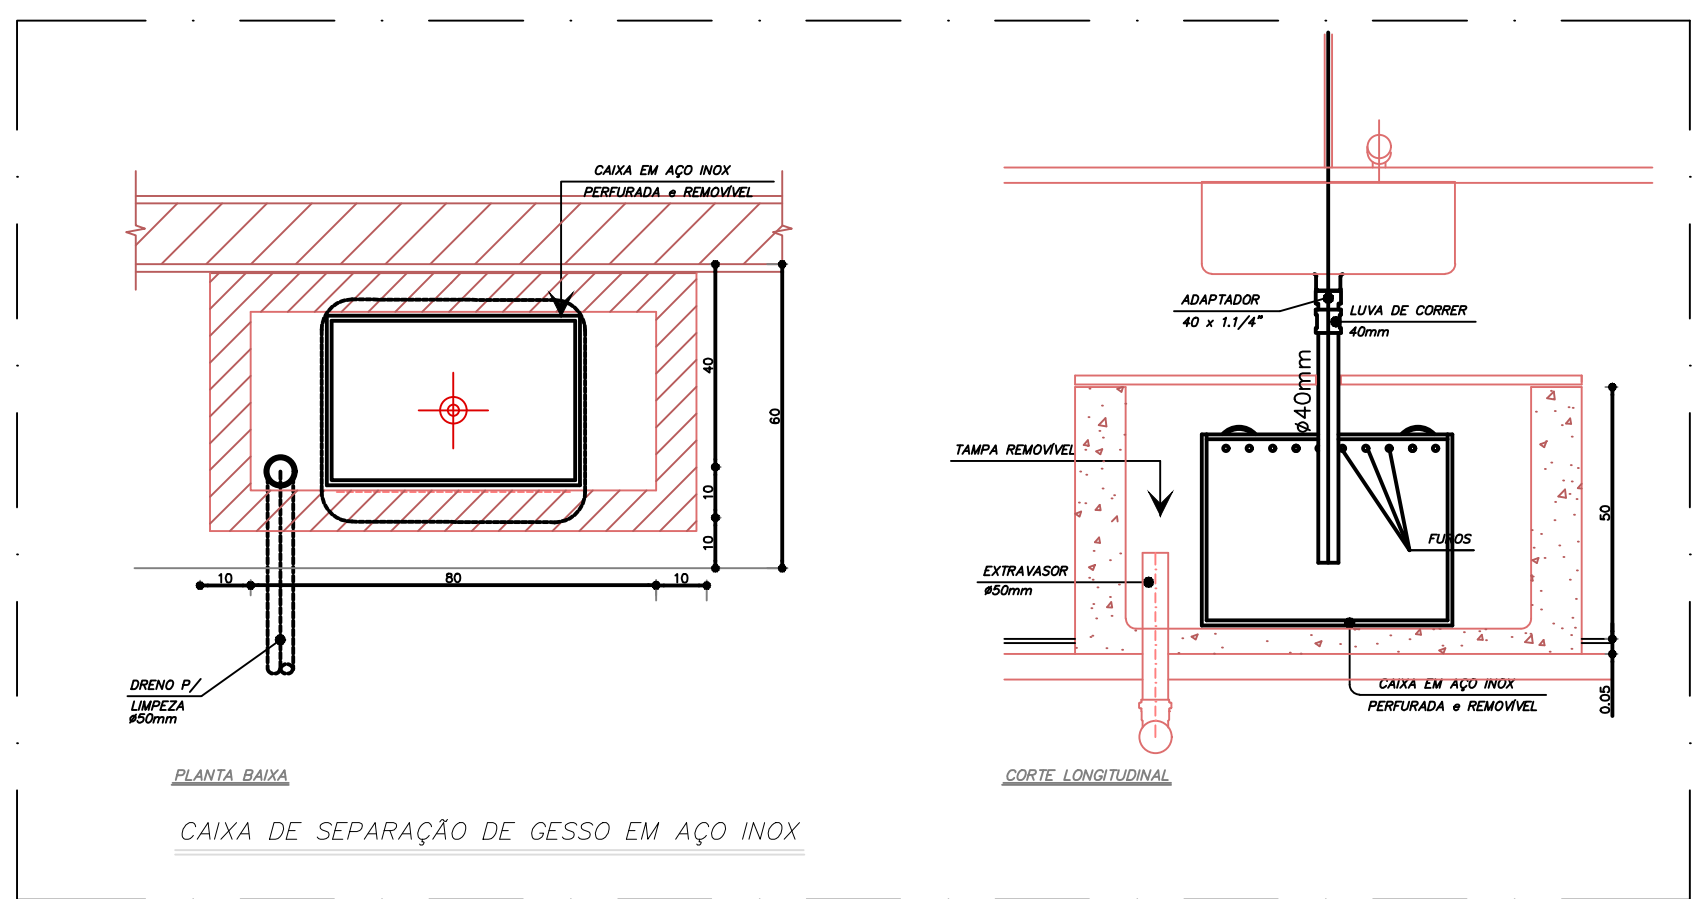 CAIXA EM AÇO INOX
PERFURADA e REMOVÍVEL
40
60
10
10
10
80
10
DRENO P/
LIMPEZA
ø50mm
PLANTA BAIXA
CAIXA DE SEPARAÇÃO DE GESSO EM AÇO INOX
ADAPTADOR
40 x 1.1/4"
LUVA DE CORRER
40mm
ø40mm
TAMPA REMOVÍVEL
FUROS
50
EXTRAVASOR
ø50mm
CAIXA EM AÇO INOX
PERFURADA e REMOVÍVEL
0.05
CORTE LONGITUDINAL